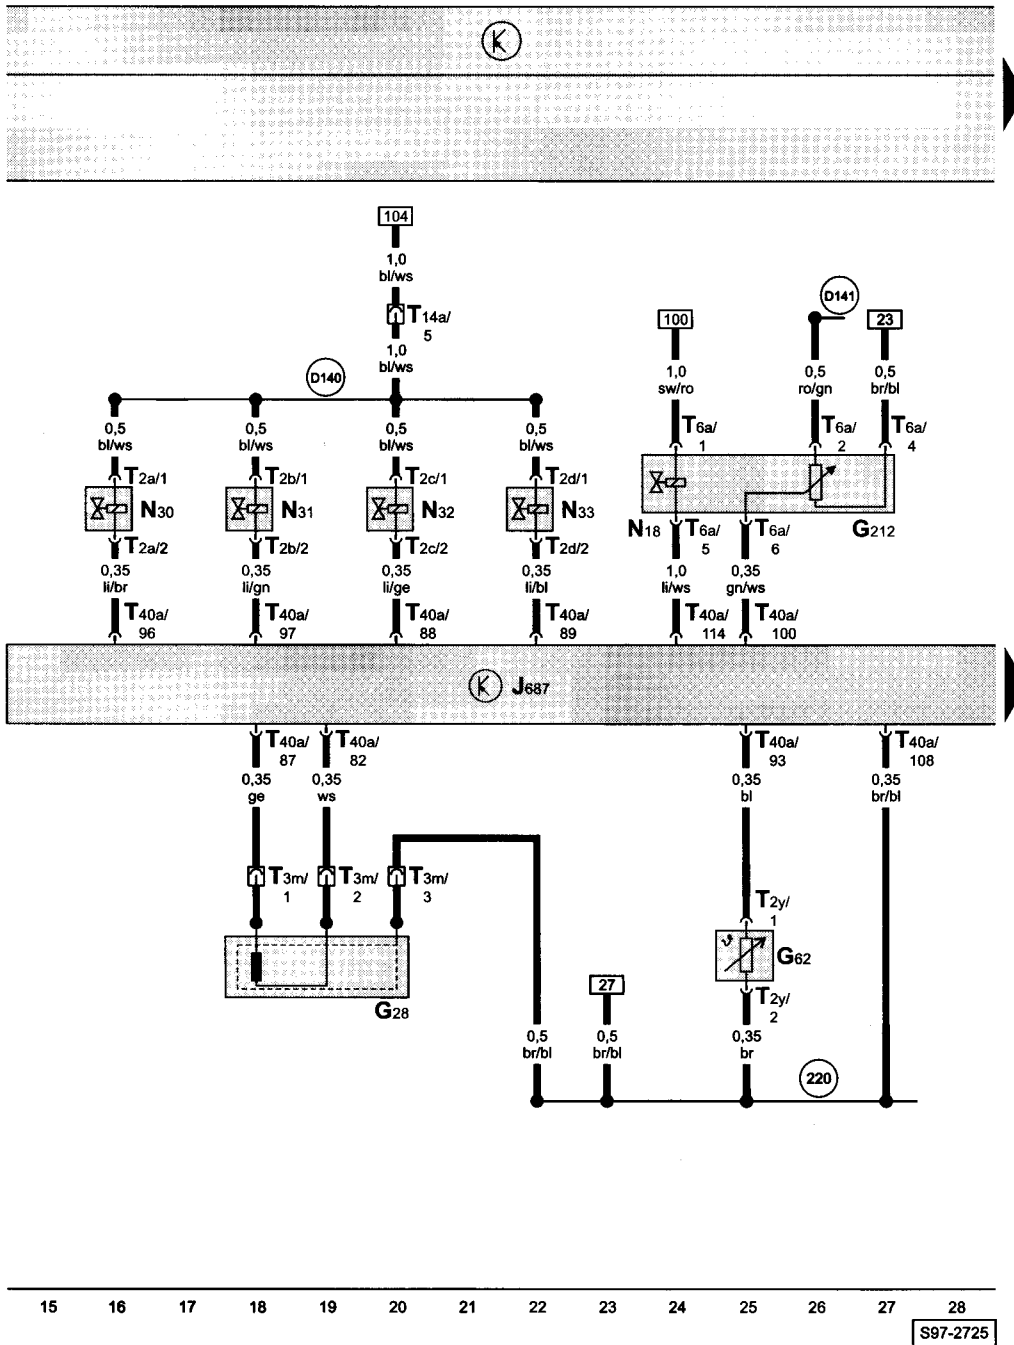 K
104
1,0
bl/ws
T14a/
5
1,0
bl/ws
D140
D141
100
23
1,0
sw/ro
0,5
ro/gn
0,5
br/bl
0,5
bl/ws
0,5
bl/ws
0,5
bl/ws
0,5
bl/ws
T6a/
1
T6a/
2
T6a/
4
T2a/1
T2b/1
T2c/1
T2d/1
N30
N31
N32
N33
N18
T6a/
5
T6a/
6
G212
T2a/2
T2b/2
T2c/2
T2d/2
0,35
li/br
0,35
li/gn
0,35
li/ge
0,35
li/bl
1,0
li/ws
0,35
gn/ws
T40a/
96
T40a/
97
T40a/
88
T40a/
89
T40a/
114
T40a/
100
K J687
T40a/
87
T40a/
82
T40a/
93
T40a/
108
0,35
ge
0,35
ws
0,35
bl
0,35
br/bl
T3m/
1
T3m/
2
T3m/
3
T2y/
1
G62
G28
27
T2y/
2
0,5
br/bl
0,5
br/bl
0,35
br
220
15 16 17 18 19 20 21 22 23 24 25 26 27 28
S97-2725